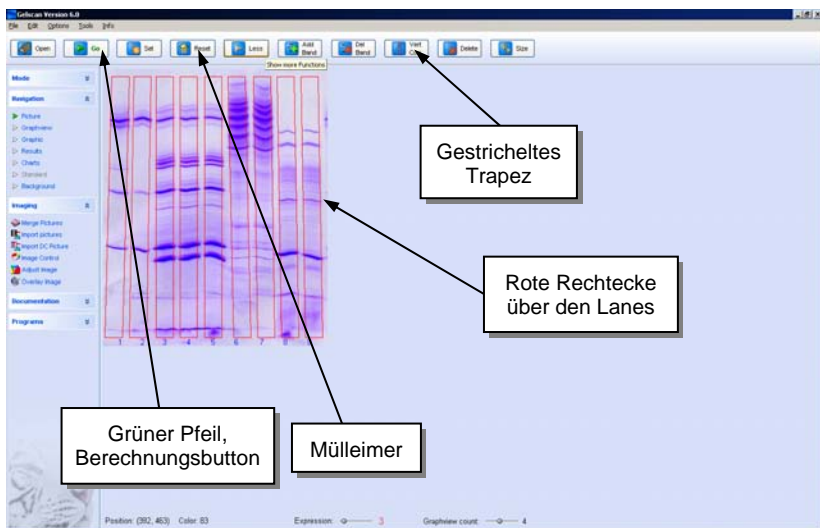 Gelscan Version 6.0
File Edit Options Tools Info
Open Go Set Reset Less Add Band Del Band Vert Delete Size
Show more Functions
Mode
Navigation
Picture
Graphview
Graphic
Results
Charts
Standard
Background
Imaging
Merge Pictures
Import pictures
Import DC Picture
Image Control
Adjust Image
Overlay Image
Documentation
Programs
1 2 3 4 5 6 7 8
Gestricheltes
Trapez
Rote Rechtecke
über den Lanes
Grüner Pfeil,
Berechnungsbutton
Mülleimer
Position: (392, 463) Color: 83 Expression: 3 Graphview count: 4